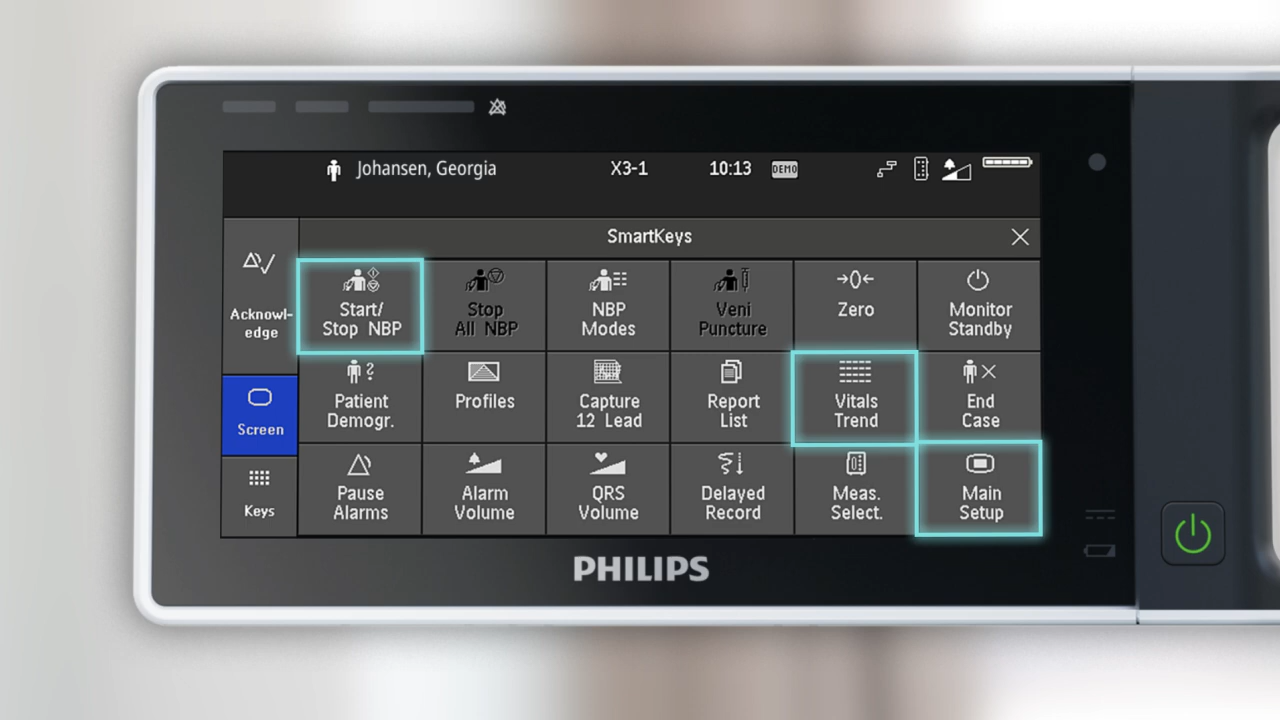 Johansen, Georgia X3-1 10:13 DEMO
SmartKeys
Acknowl-
edge
Screen
Keys
Start/
Stop NBP
Stop
All NBP
NBP
Modes
Veni
Puncture
→0←
Zero
Monitor
Standby
Patient
Demogr.
Profiles
Capture
12 Lead
Report
List
Vitals
Trend
End
Case
Pause
Alarms
Alarm
Volume
QRS
Volume
Delayed
Record
Meas.
Select.
Main
Setup
PHILIPS